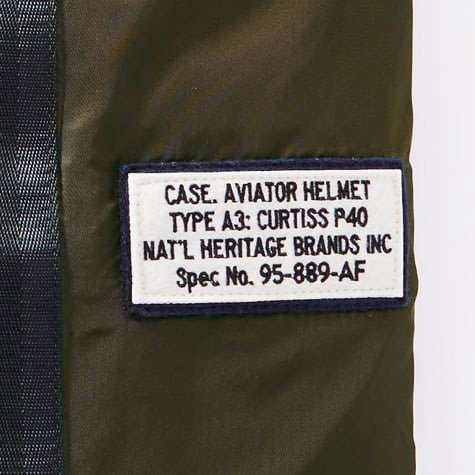 CASE. AVIATOR HELMET
TYPE A3: CURTISS P40
NAT'L HERITAGE BRANDS INC
Spec No. 95-889-AF